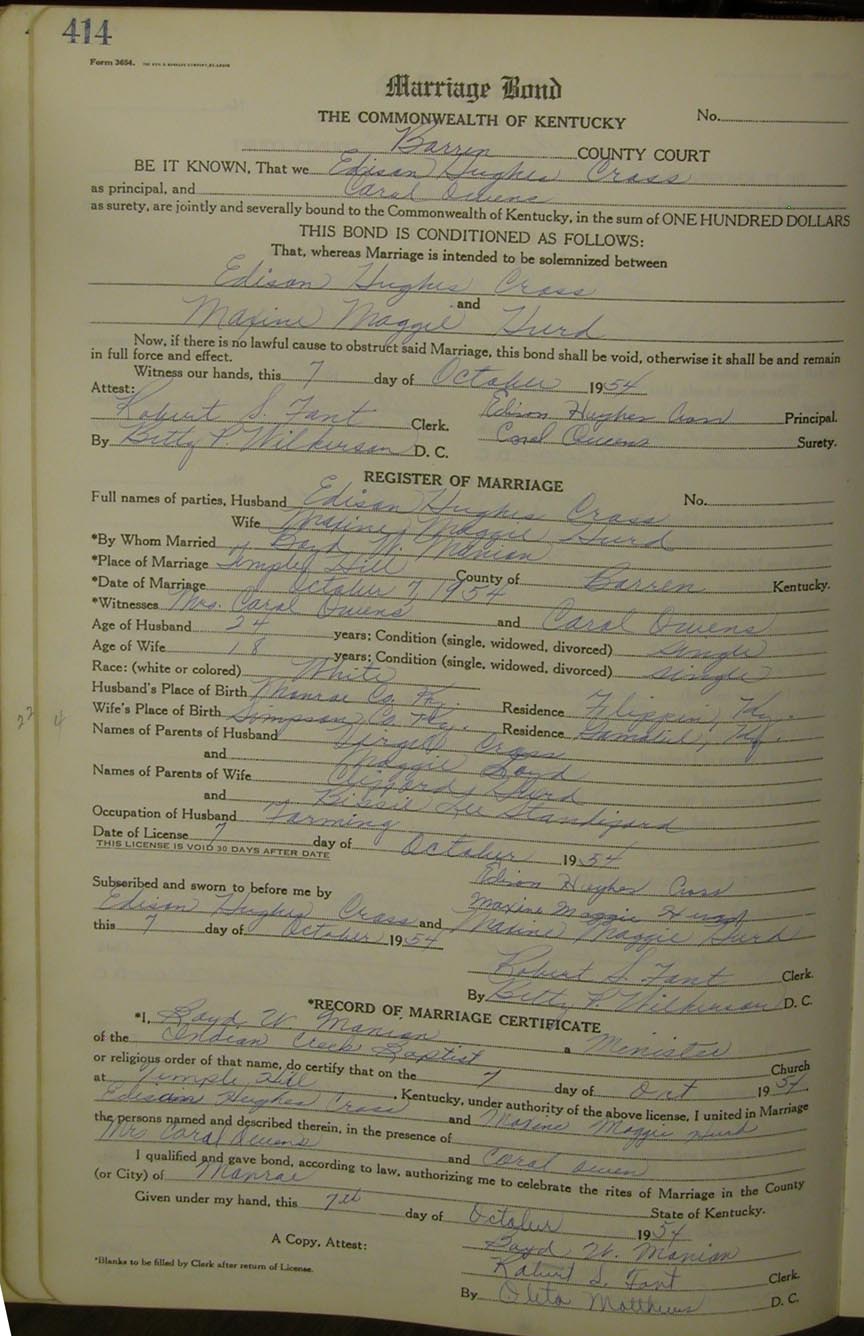 414
Form 3654.
Marriage Bond
THE COMMONWEALTH OF KENTUCKY No.
Barren COUNTY COURT
BE IT KNOWN, That we Edison Hughes Cross
as principal, and Carol Owens
as surety, are jointly and severally bound to the Commonwealth of Kentucky, in the sum of ONE HUNDRED DOLLARS
THIS BOND IS CONDITIONED AS FOLLOWS:
That, whereas Marriage is intended to be solemnized between
Edison Hughes Cross
and
Maxine Maggie Hurd
Now, if there is no lawful cause to obstruct said Marriage, this bond shall be void, otherwise it shall be and remain
in full force and effect.
Witness our hands, this 7 day of October 1954
Attest:
Robert S. Fant Clerk. Edison Hughes Cross Principal.
By Betty P. Wilkerson D. C. Coral Owens Surety.
REGISTER OF MARRIAGE
Full names of parties, Husband Edison Hughes Cross No.
Wife Maxine Maggie Hurd
*By Whom Married Boyd W. Manion
*Place of Marriage Temple Hill County of Barren Kentucky.
*Date of Marriage October 7, 1954
*Witnesses Mrs. Carol Owens and Carol Owens
Age of Husband 24 years; Condition (single, widowed, divorced) single
Age of Wife 18 years; Condition (single, widowed, divorced) single
Race: (white or colored) White
Husband's Place of Birth Monroe Co. Ky. Residence Flippin, Ky.
Wife's Place of Birth Simpson Co. Ky. Residence Gamaliel, Ky.
22 4
Names of Parents of Husband Virgil Cross
and Maggie Boyd
Names of Parents of Wife Clifford Hurd
and Bessie Lee Standiford
Occupation of Husband Farming
Date of License 7 day of October 1954
THIS LICENSE IS VOID 30 DAYS AFTER DATE
Edison Hughes Cross
Subscribed and sworn to before me by Maxine Maggie Hurd
Edison Hughes Cross and Maxine Maggie Hurd
this 7 day of October 1954
Robert S. Fant Clerk.
By Betty P. Wilkerson D. C.
*RECORD OF MARRIAGE CERTIFICATE
*I, Boyd W. Manion a Minister
of the Indian Creek Baptist Church
or religious order of that name, do certify that on the 7 day of Oct 1954.
at Temple Hill, Kentucky, under authority of the above license, I united in Marriage
Edison Hughes Cross and Maxine Maggie Hurd
the persons named and described therein, in the presence of
Mr Carol Owens and Carol Owen
I qualified and gave bond, according to law, authorizing me to celebrate the rites of Marriage in the County
(or City) of Monroe State of Kentucky.
Given under my hand, this 7th day of October 1954
Boyd W. Manion
A Copy, Attest: Robert S. Fant Clerk.
*Blanks to be filled by Clerk after return of License.
By Oleta Matthews D. C.